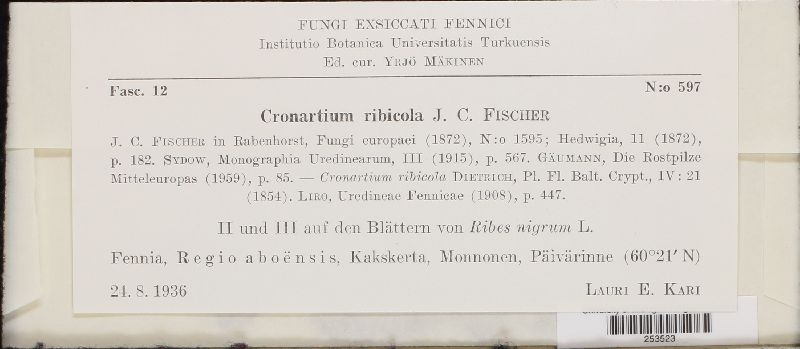 FUNGI EXSICCATI FENNICI
Institutio Botanica Universitatis Turkuensis
Ed. cur. YRJÖ MÄKINEN
Fasc. 12 N:o 597
Cronartium ribicola J. C. FISCHER
J. C. FISCHER in Rabenhorst, Fungi europaei (1872), N:o 1595; Hedwigia, 11 (1872),
p. 182. SYDOW, Monographia Uredinearum, III (1915), p. 567. GÄUMANN, Die Rostpilze
Mitteleuropas (1959), p. 85. — Cronartium ribicola DIETRICH, Pl. Fl. Balt. Crypt., IV: 21
(1854). LIRO, Uredineae Fennicae (1908), p. 447.
II und III auf den Blättern von Ribes nigrum L.
Fennia, Regio aboënsis, Kakskerta, Monnonen, Päivärinne (60°21′ N)
24. 8. 1936 LAURI E. KARI
253523